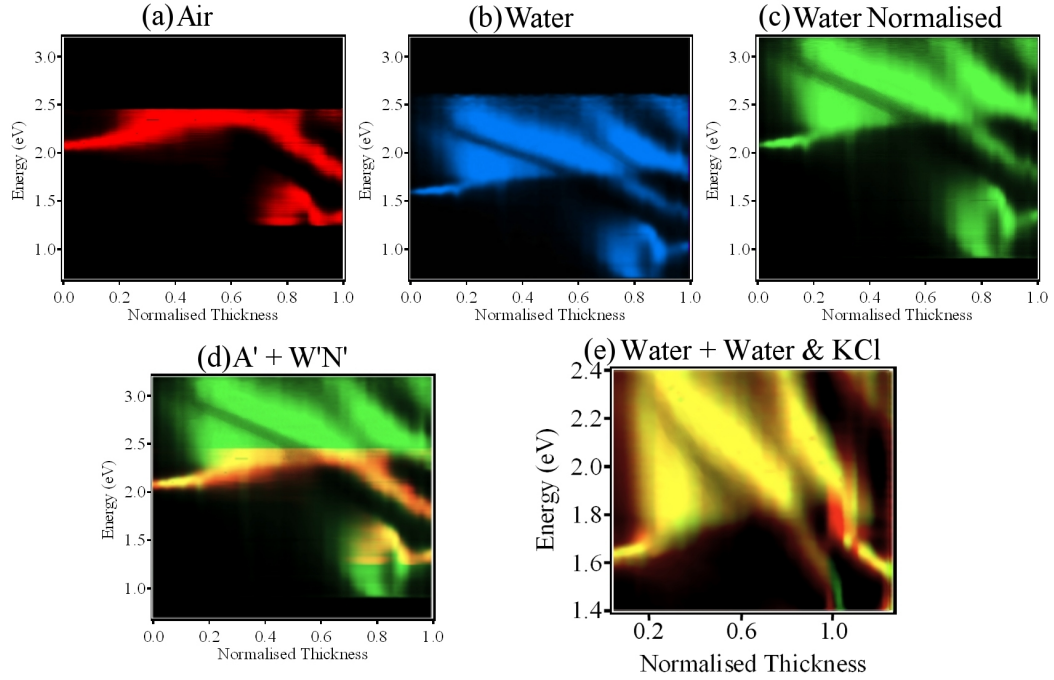 (a) Air
3.0
2.5
2.0
1.5
1.0
Energy (eV)
0.0 0.2 0.4 0.6 0.8 1.0
Normalised Thickness
(b) Water
3.0
2.5
2.0
1.5
1.0
Energy (eV)
0.0 0.2 0.4 0.6 0.8 1.0
Normalised Thickness
(c) Water Normalised
3.0
2.5
2.0
1.5
1.0
Energy (eV)
0.0 0.2 0.4 0.6 0.8 1.0
Normalised Thickness
(d) A' + W'N'
3.0
2.5
2.0
1.5
1.0
Energy (eV)
0.0 0.2 0.4 0.6 0.8 1.0
Normalised Thickness
(e) Water + Water & KCl
2.4
2.2
2.0
1.8
1.6
1.4
Energy (eV)
0.2 0.6 1.0
Normalised Thickness